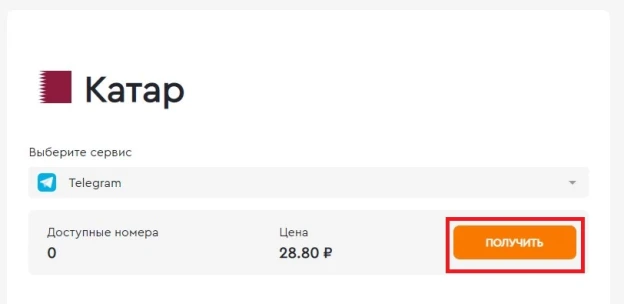 Катар
Выберите сервис
Telegram
Доступные номера
0
Цена
28.80 ₽
ПОЛУЧИТЬ